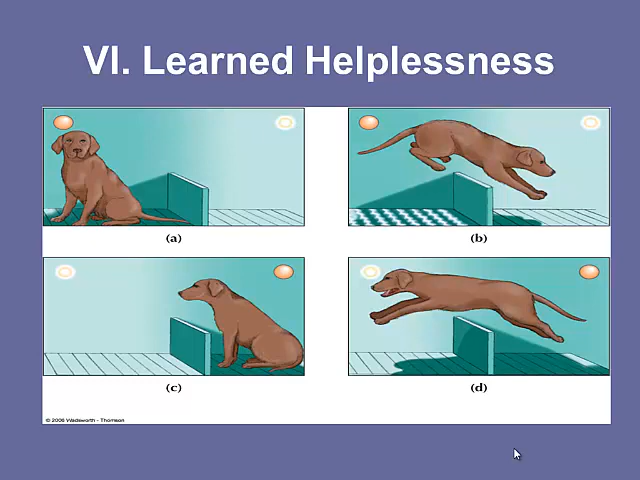 VI. Learned Helplessness
(a)
(b)
(c)
(d)
© 2006 Wadsworth - Thomson